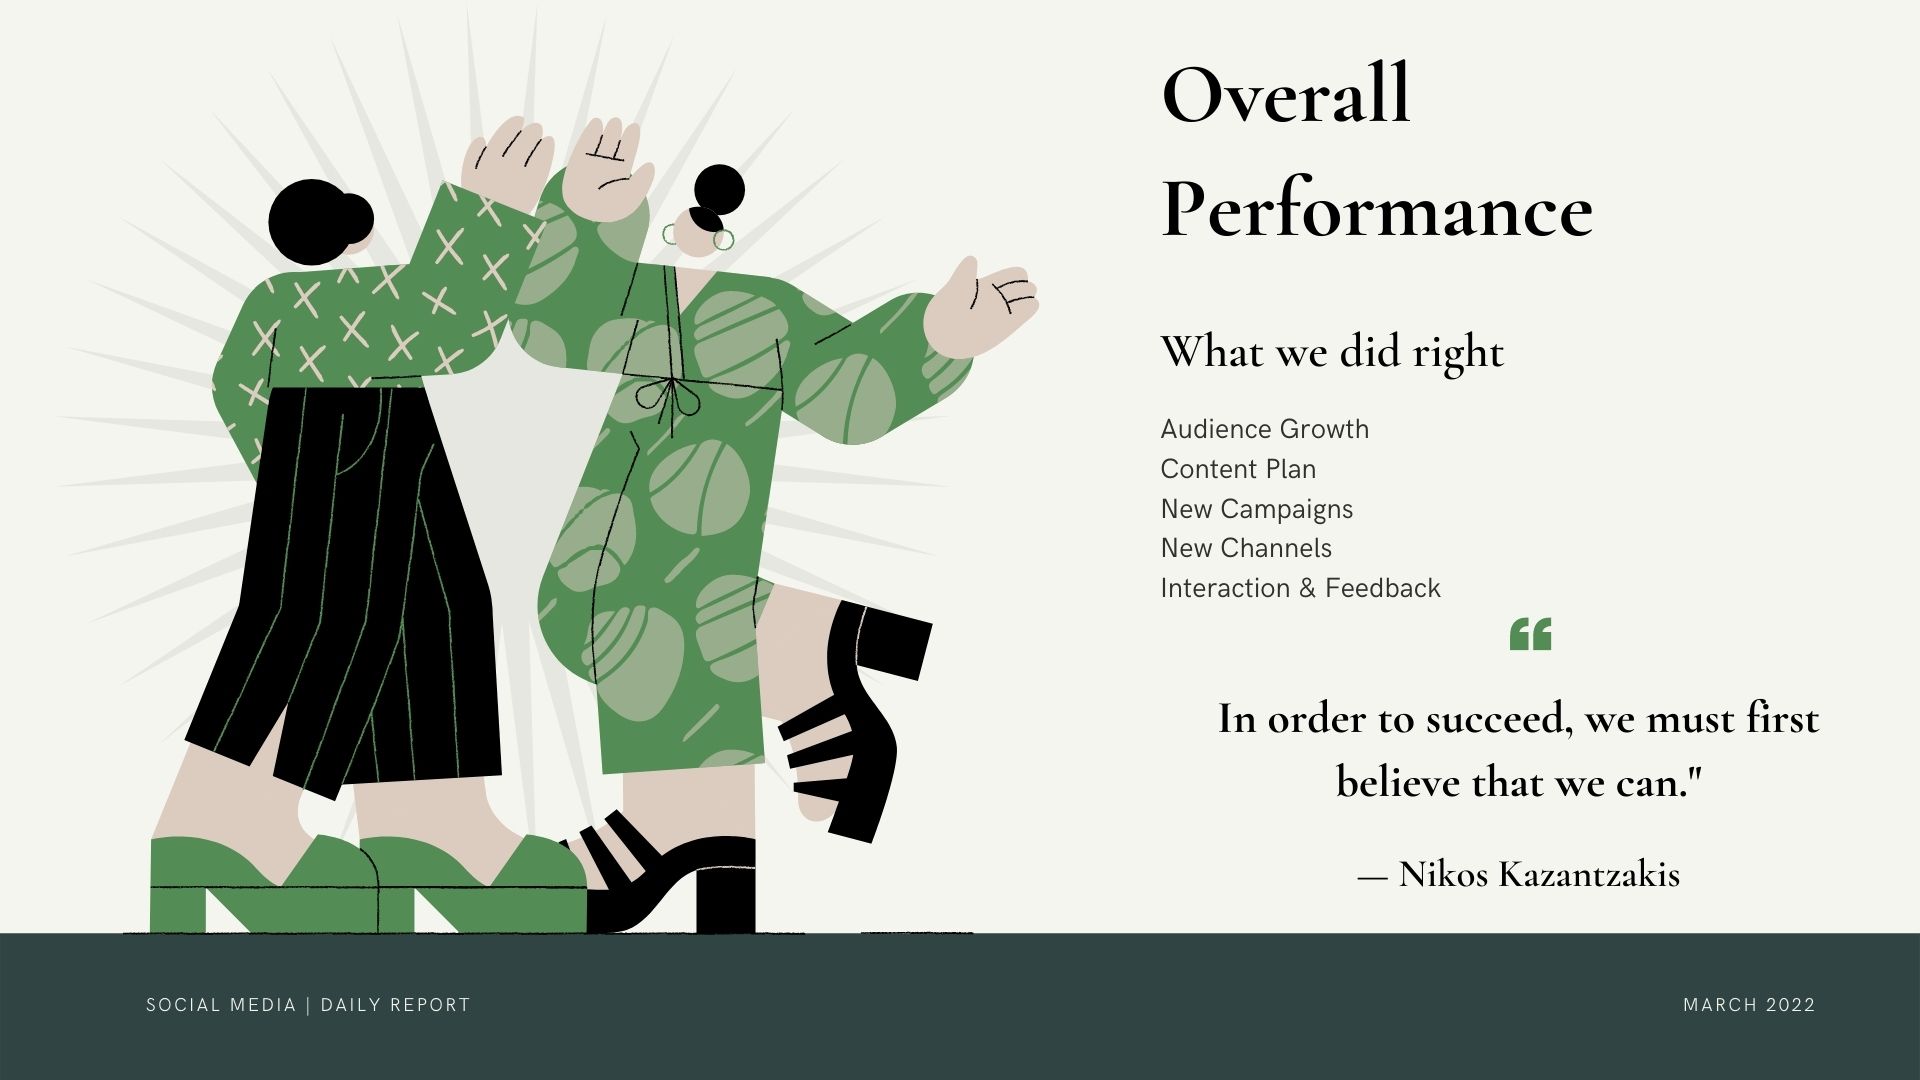 Overall
Performance
What we did right
Audience Growth
Content Plan
New Campaigns
New Channels
Interaction & Feedback
“
In order to succeed, we must first
believe that we can."
— Nikos Kazantzakis
SOCIAL MEDIA | DAILY REPORT
MARCH 2022